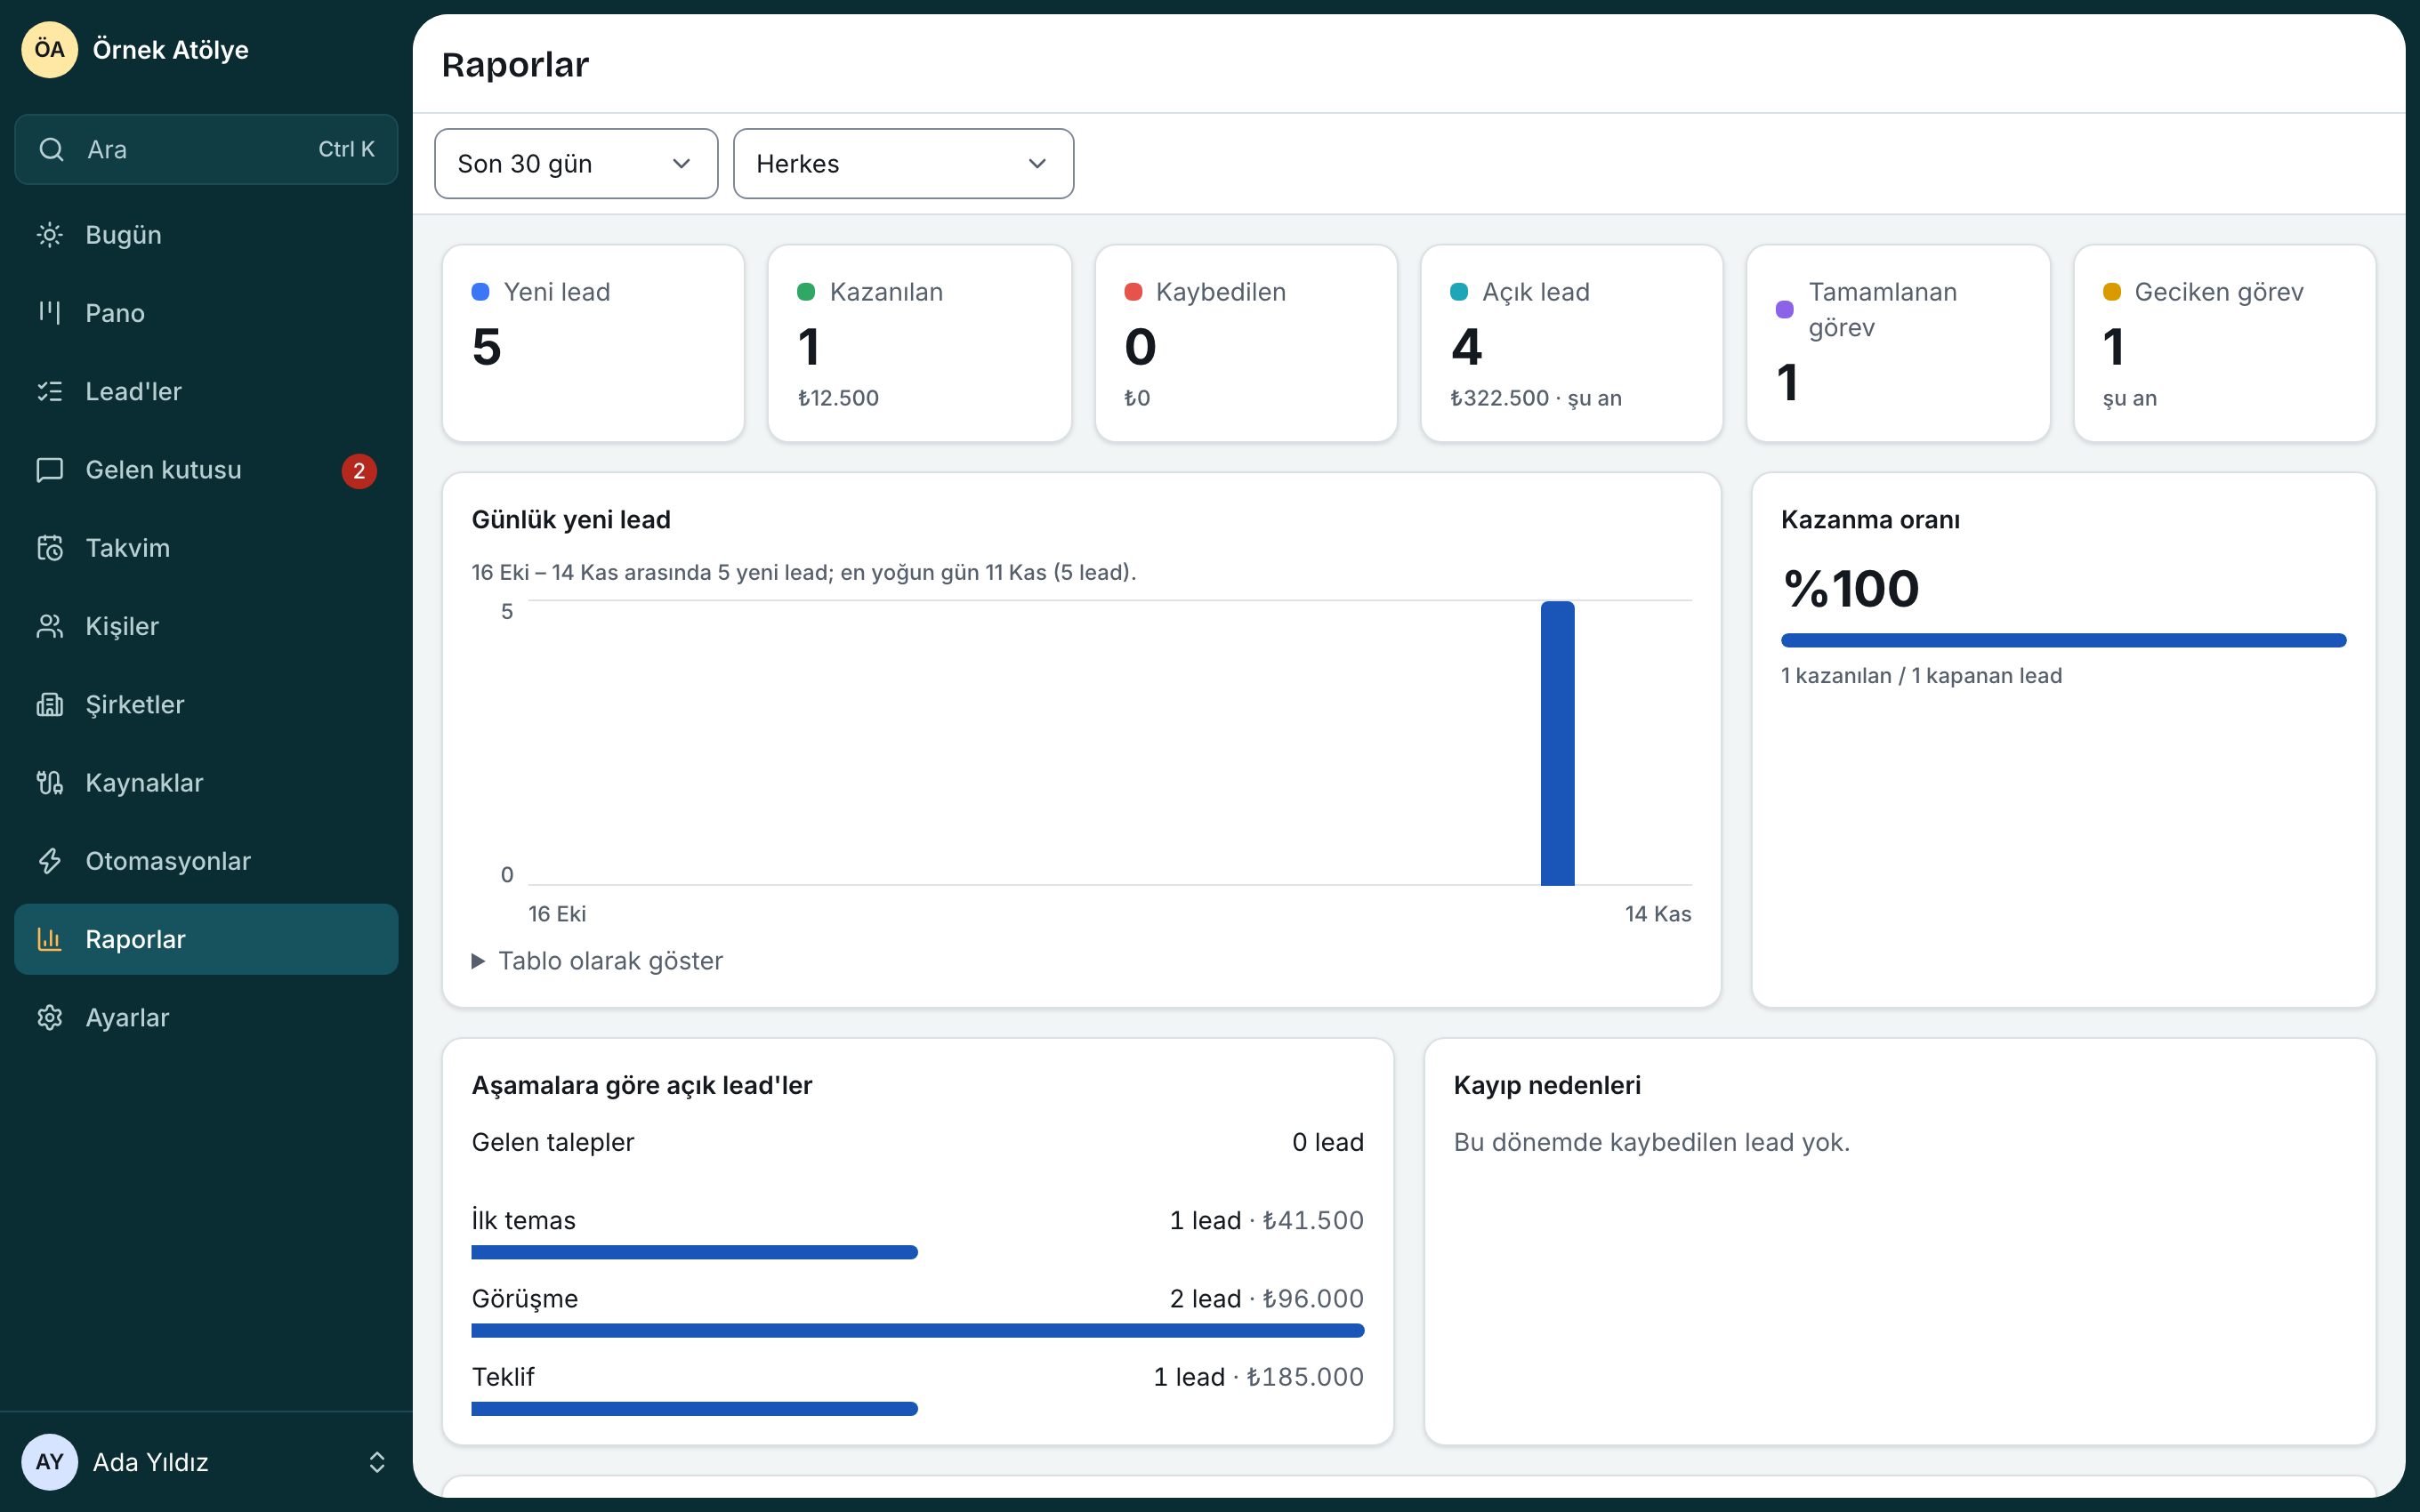 ÖA Örnek Atölye
Ara Ctrl K
Bugün
Pano
Lead'ler
Gelen kutusu 2
Takvim
Kişiler
Şirketler
Kaynaklar
Otomasyonlar
Raporlar
Ayarlar
AY Ada Yıldız
Raporlar
Son 30 gün Herkes
Yeni lead
5
Kazanılan
1
₺12.500
Kaybedilen
0
₺0
Açık lead
4
₺322.500 · şu an
Tamamlanan
görev
1
Geciken görev
1
şu an
Günlük yeni lead
16 Eki – 14 Kas arasında 5 yeni lead; en yoğun gün 11 Kas (5 lead).
5
0
16 Eki 14 Kas
Tablo olarak göster
Kazanma oranı
%100
1 kazanılan / 1 kapanan lead
Aşamalara göre açık lead'ler
Gelen talepler 0 lead
İlk temas 1 lead · ₺41.500
Görüşme 2 lead · ₺96.000
Teklif 1 lead · ₺185.000
Kayıp nedenleri
Bu dönemde kaybedilen lead yok.